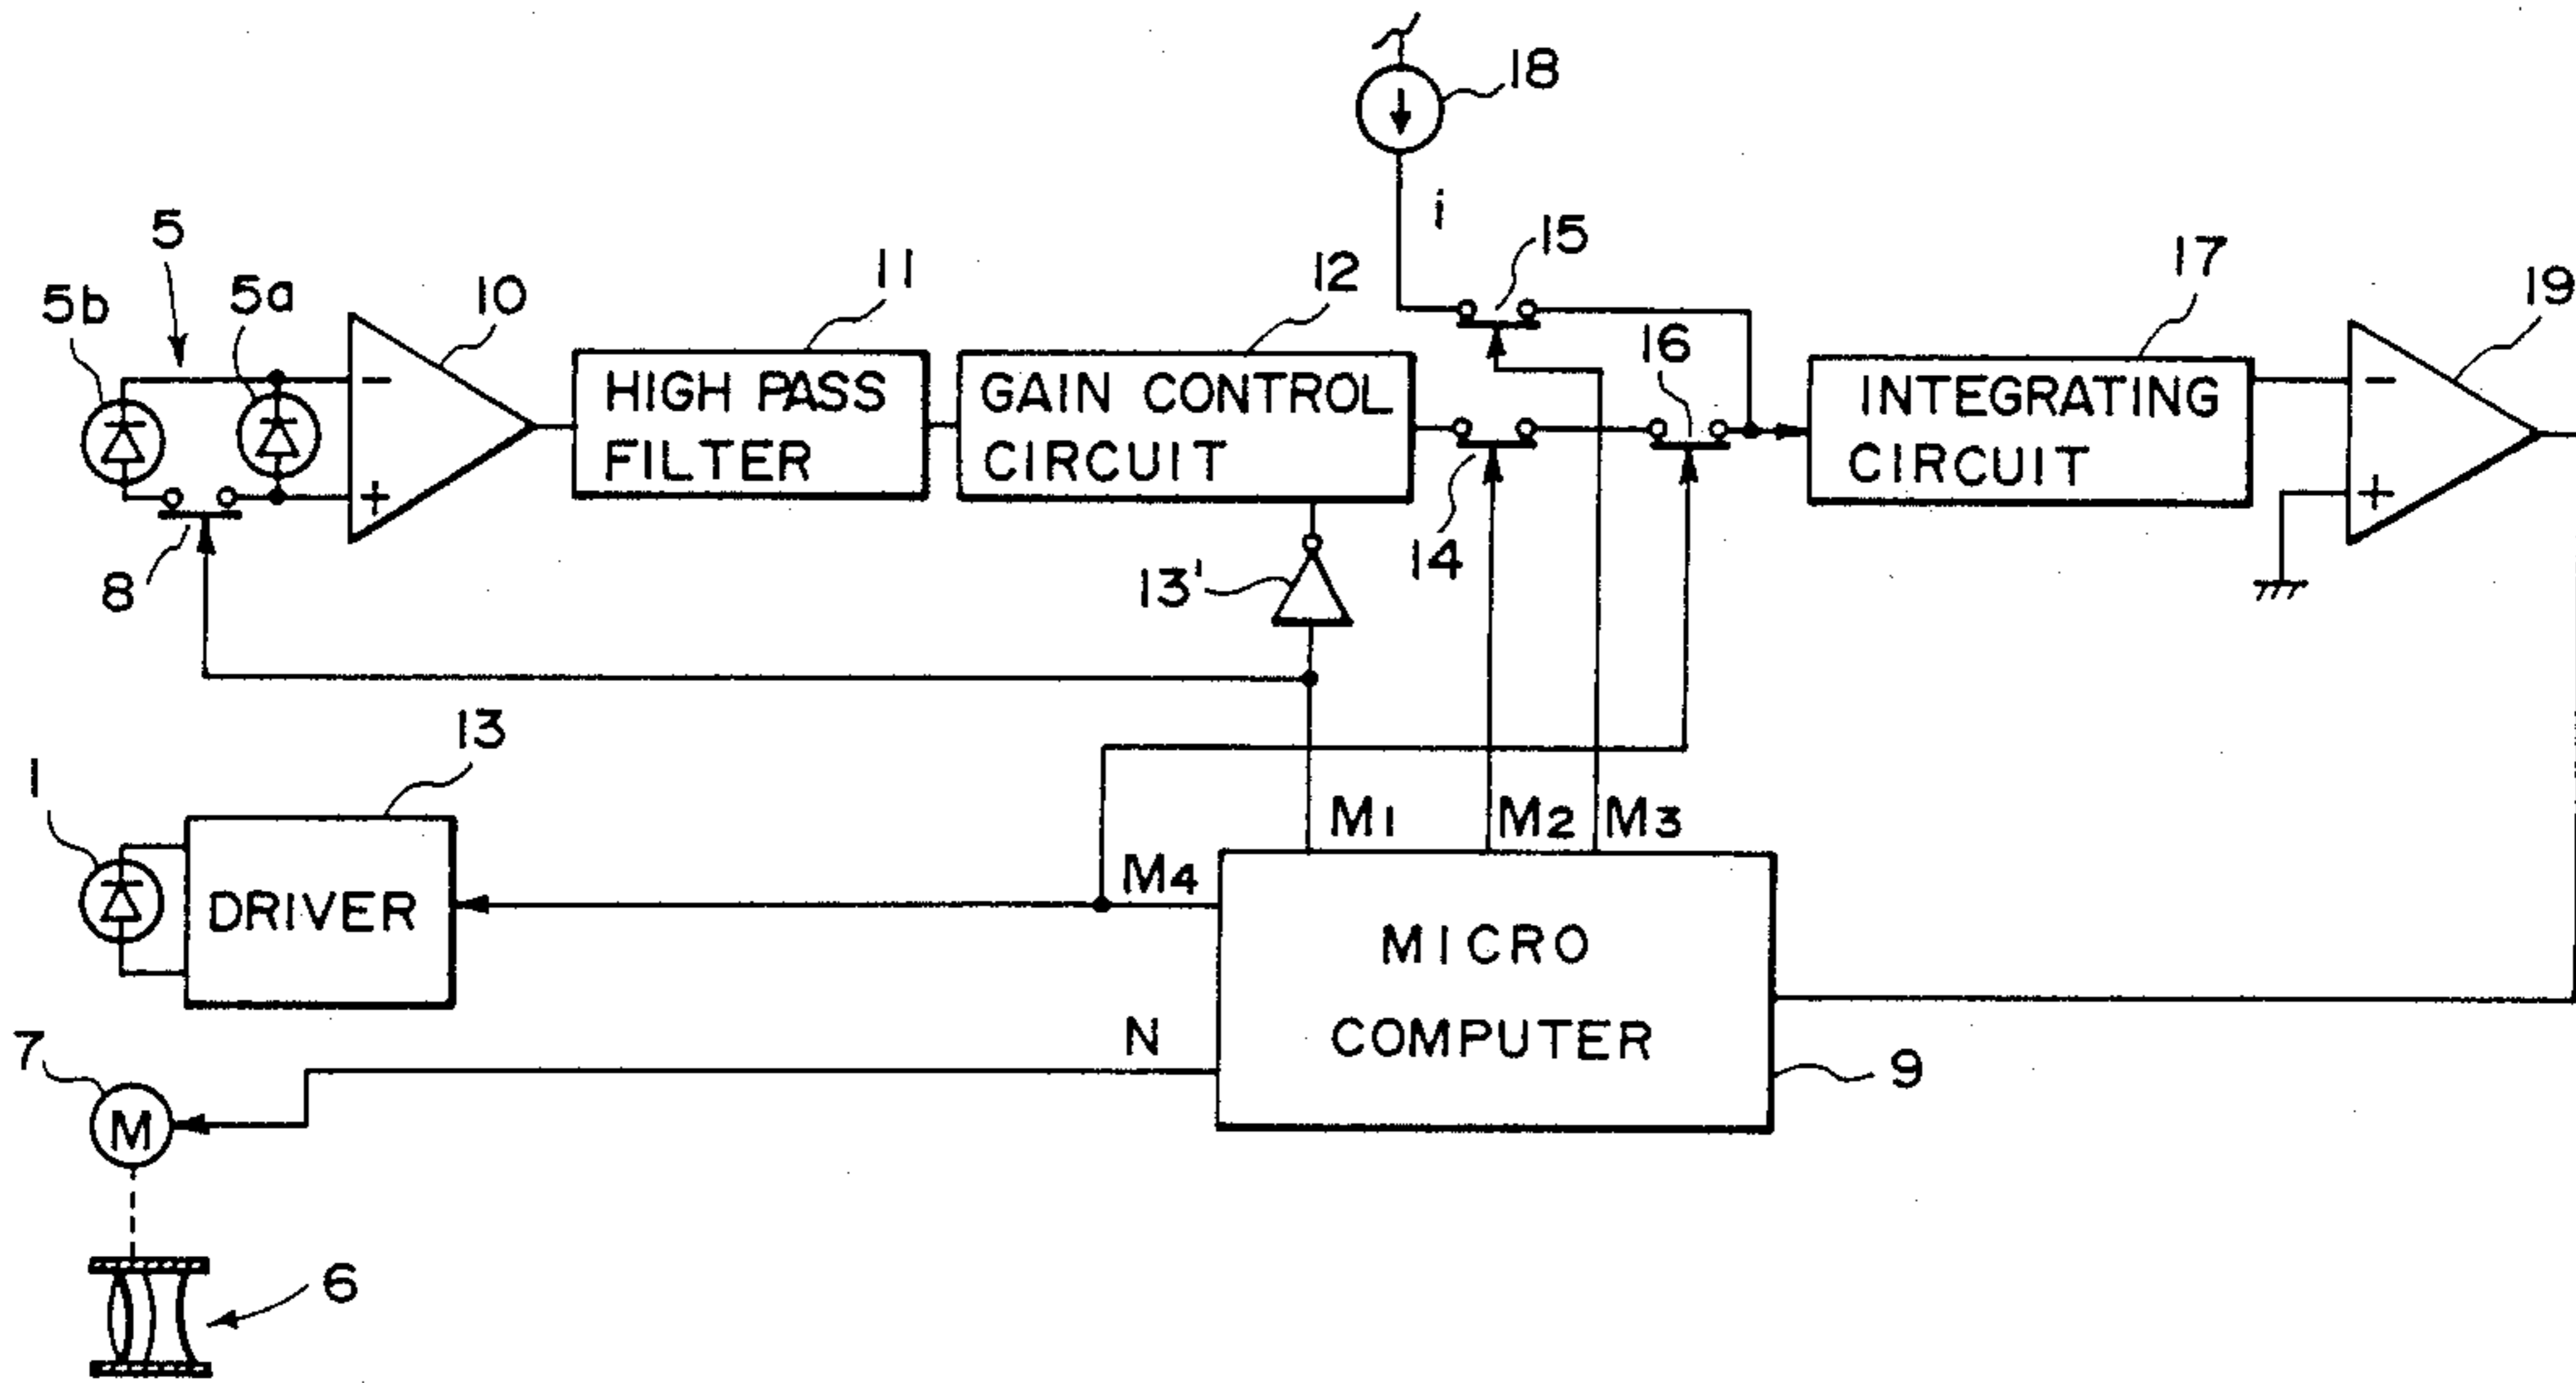 18
i
5
15
11
12
17
5b
5a
10
16
19
HIGH PASS
FILTER
GAIN CONTROL
CIRCUIT
INTEGRATING
CIRCUIT
−
+
−
+
8
13'
14
13
1
M1
M2
M3
M4
DRIVER
MICRO
COMPUTER
N
7
M
9
6